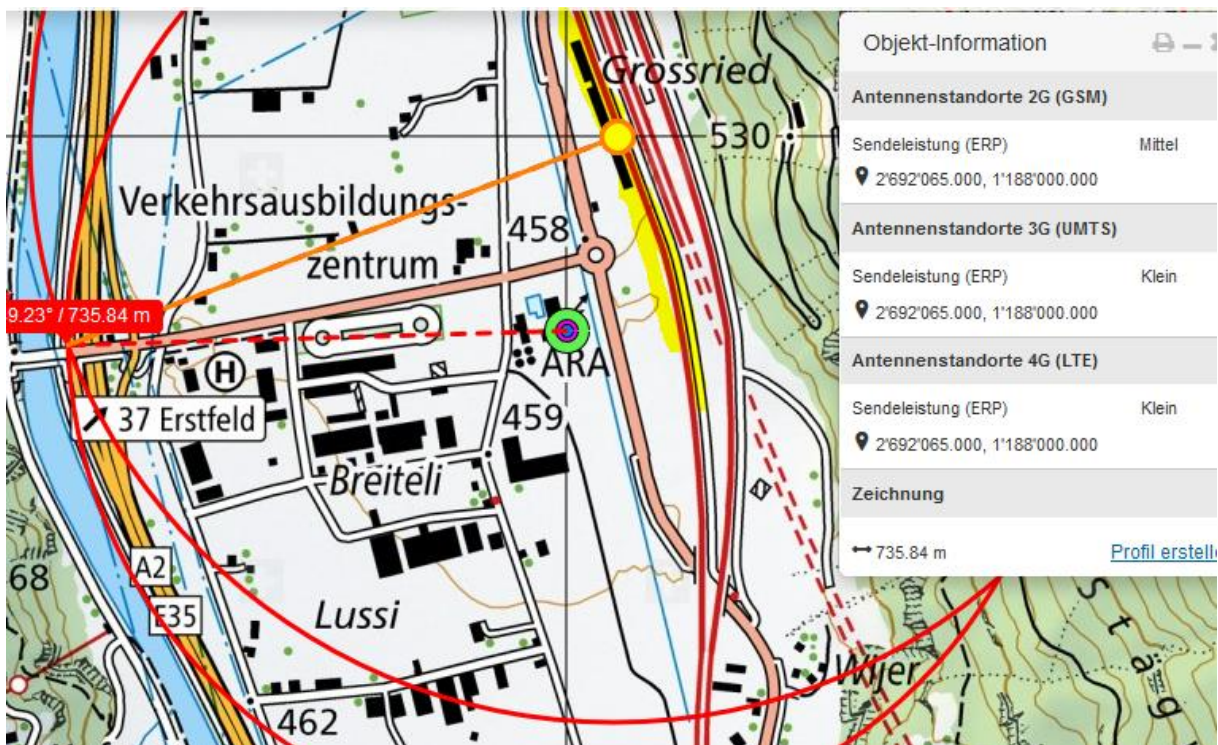 Grossried
530
Verkehrsausbildungs-
zentrum
458
9.23° / 735.84 m
H
ARA
37 Erstfeld
459
Breiteli
68
A2
E35
Lussi
462
Wijer
Stäg
Objekt-Information
Antennenstandorte 2G (GSM)
Sendeleistung (ERP) Mittel
2'692'065.000, 1'188'000.000
Antennenstandorte 3G (UMTS)
Sendeleistung (ERP) Klein
2'692'065.000, 1'188'000.000
Antennenstandorte 4G (LTE)
Sendeleistung (ERP) Klein
2'692'065.000, 1'188'000.000
Zeichnung
735.84 m Profil erstelle